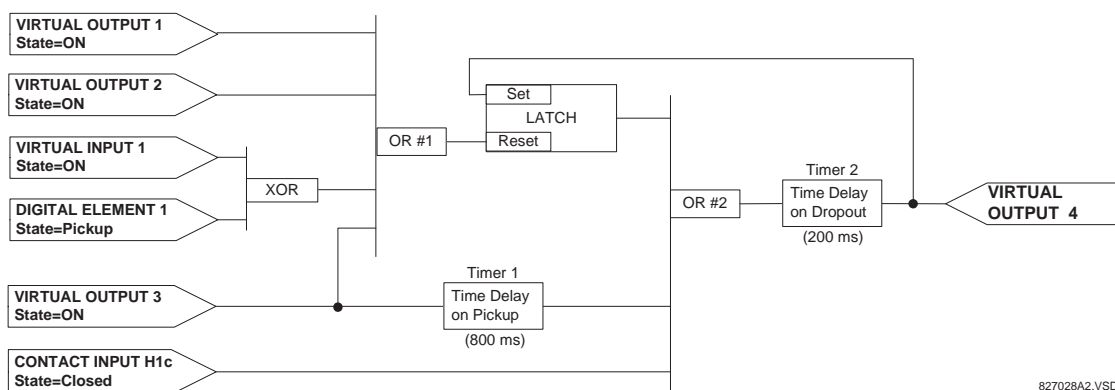 VIRTUAL OUTPUT 1
State=ON
VIRTUAL OUTPUT 2
State=ON
VIRTUAL INPUT 1
State=ON
DIGITAL ELEMENT 1
State=Pickup
XOR
OR #1
Set
LATCH
Reset
VIRTUAL OUTPUT 3
State=ON
Timer 1
Time Delay
on Pickup
(800 ms)
CONTACT INPUT H1c
State=Closed
OR #2
Timer 2
Time Delay
on Dropout
(200 ms)
VIRTUAL
OUTPUT 4
827028A2.VSD